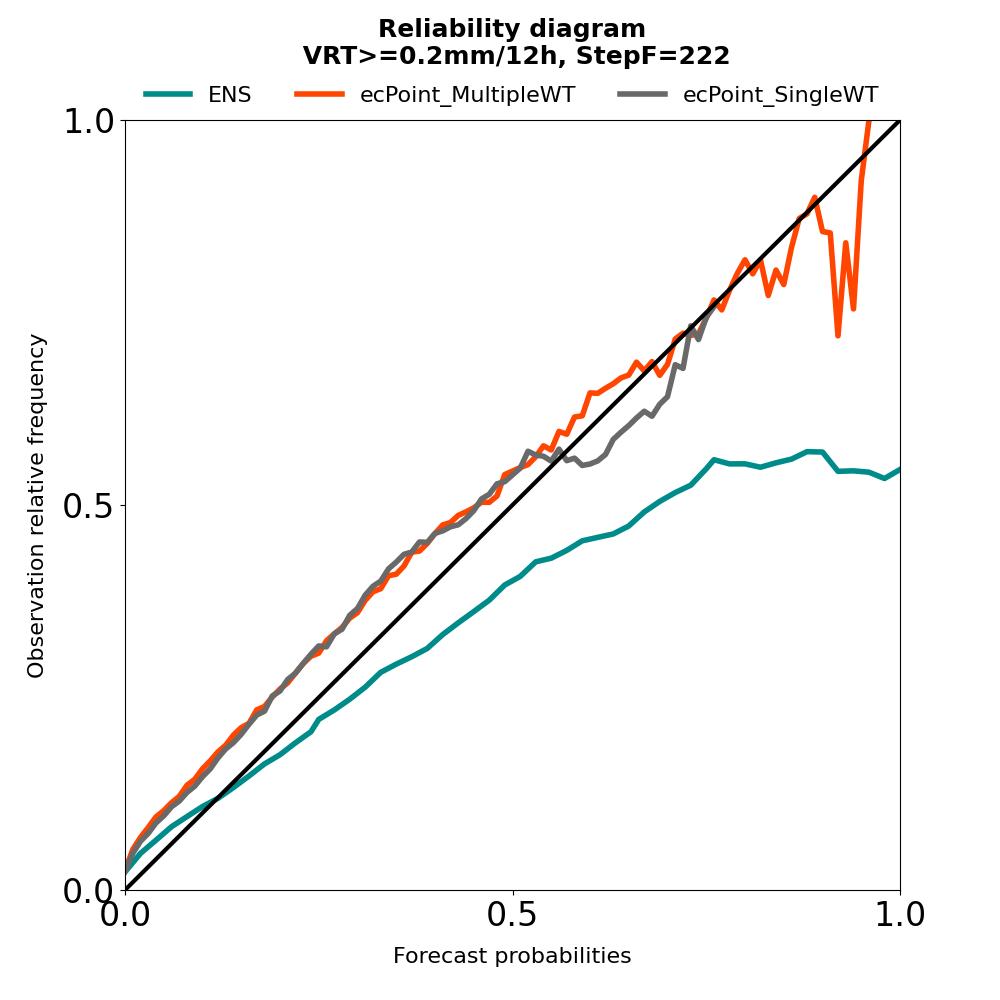 Reliability diagram
VRT>=0.2mm/12h, StepF=222
ENS ecPoint_MultipleWT ecPoint_SingleWT
1.0
0.5
0.0
Observation relative frequency
0.0 0.5 1.0
Forecast probabilities